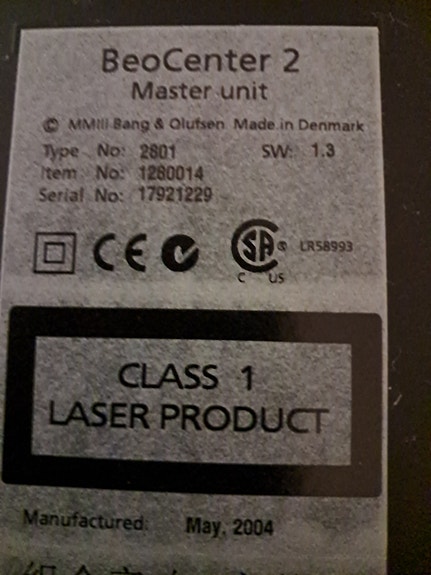 BeoCenter 2
Master unit
© MMIII Bang & Olufsen Made in Denmark
Type No: 2801 SW: 1.3
Item No: 1280014
Serial No: 17921229
CE SA® LR58993
C US
CLASS 1
LASER PRODUCT
Manufactured: May, 2004